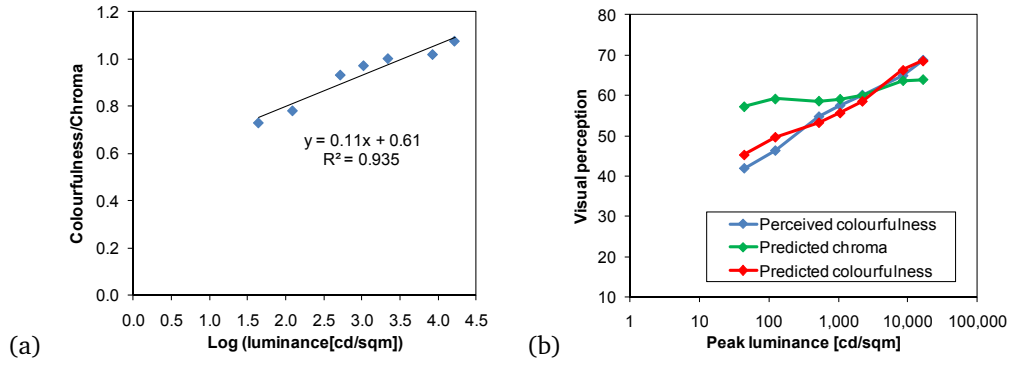 Colourfulness/Chroma
1.2
1.0
0.8
0.6
0.4
0.2
0.0
y = 0.11x + 0.61
R² = 0.935
0.0 0.5 1.0 1.5 2.0 2.5 3.0 3.5 4.0 4.5
Log (luminance[cd/sqm])
(a)
Visual perception
80
70
60
50
40
30
20
10
Perceived colourfulness
Predicted chroma
Predicted colourfulness
1 10 100 1,000 10,000 100,000
Peak luminance [cd/sqm]
(b)